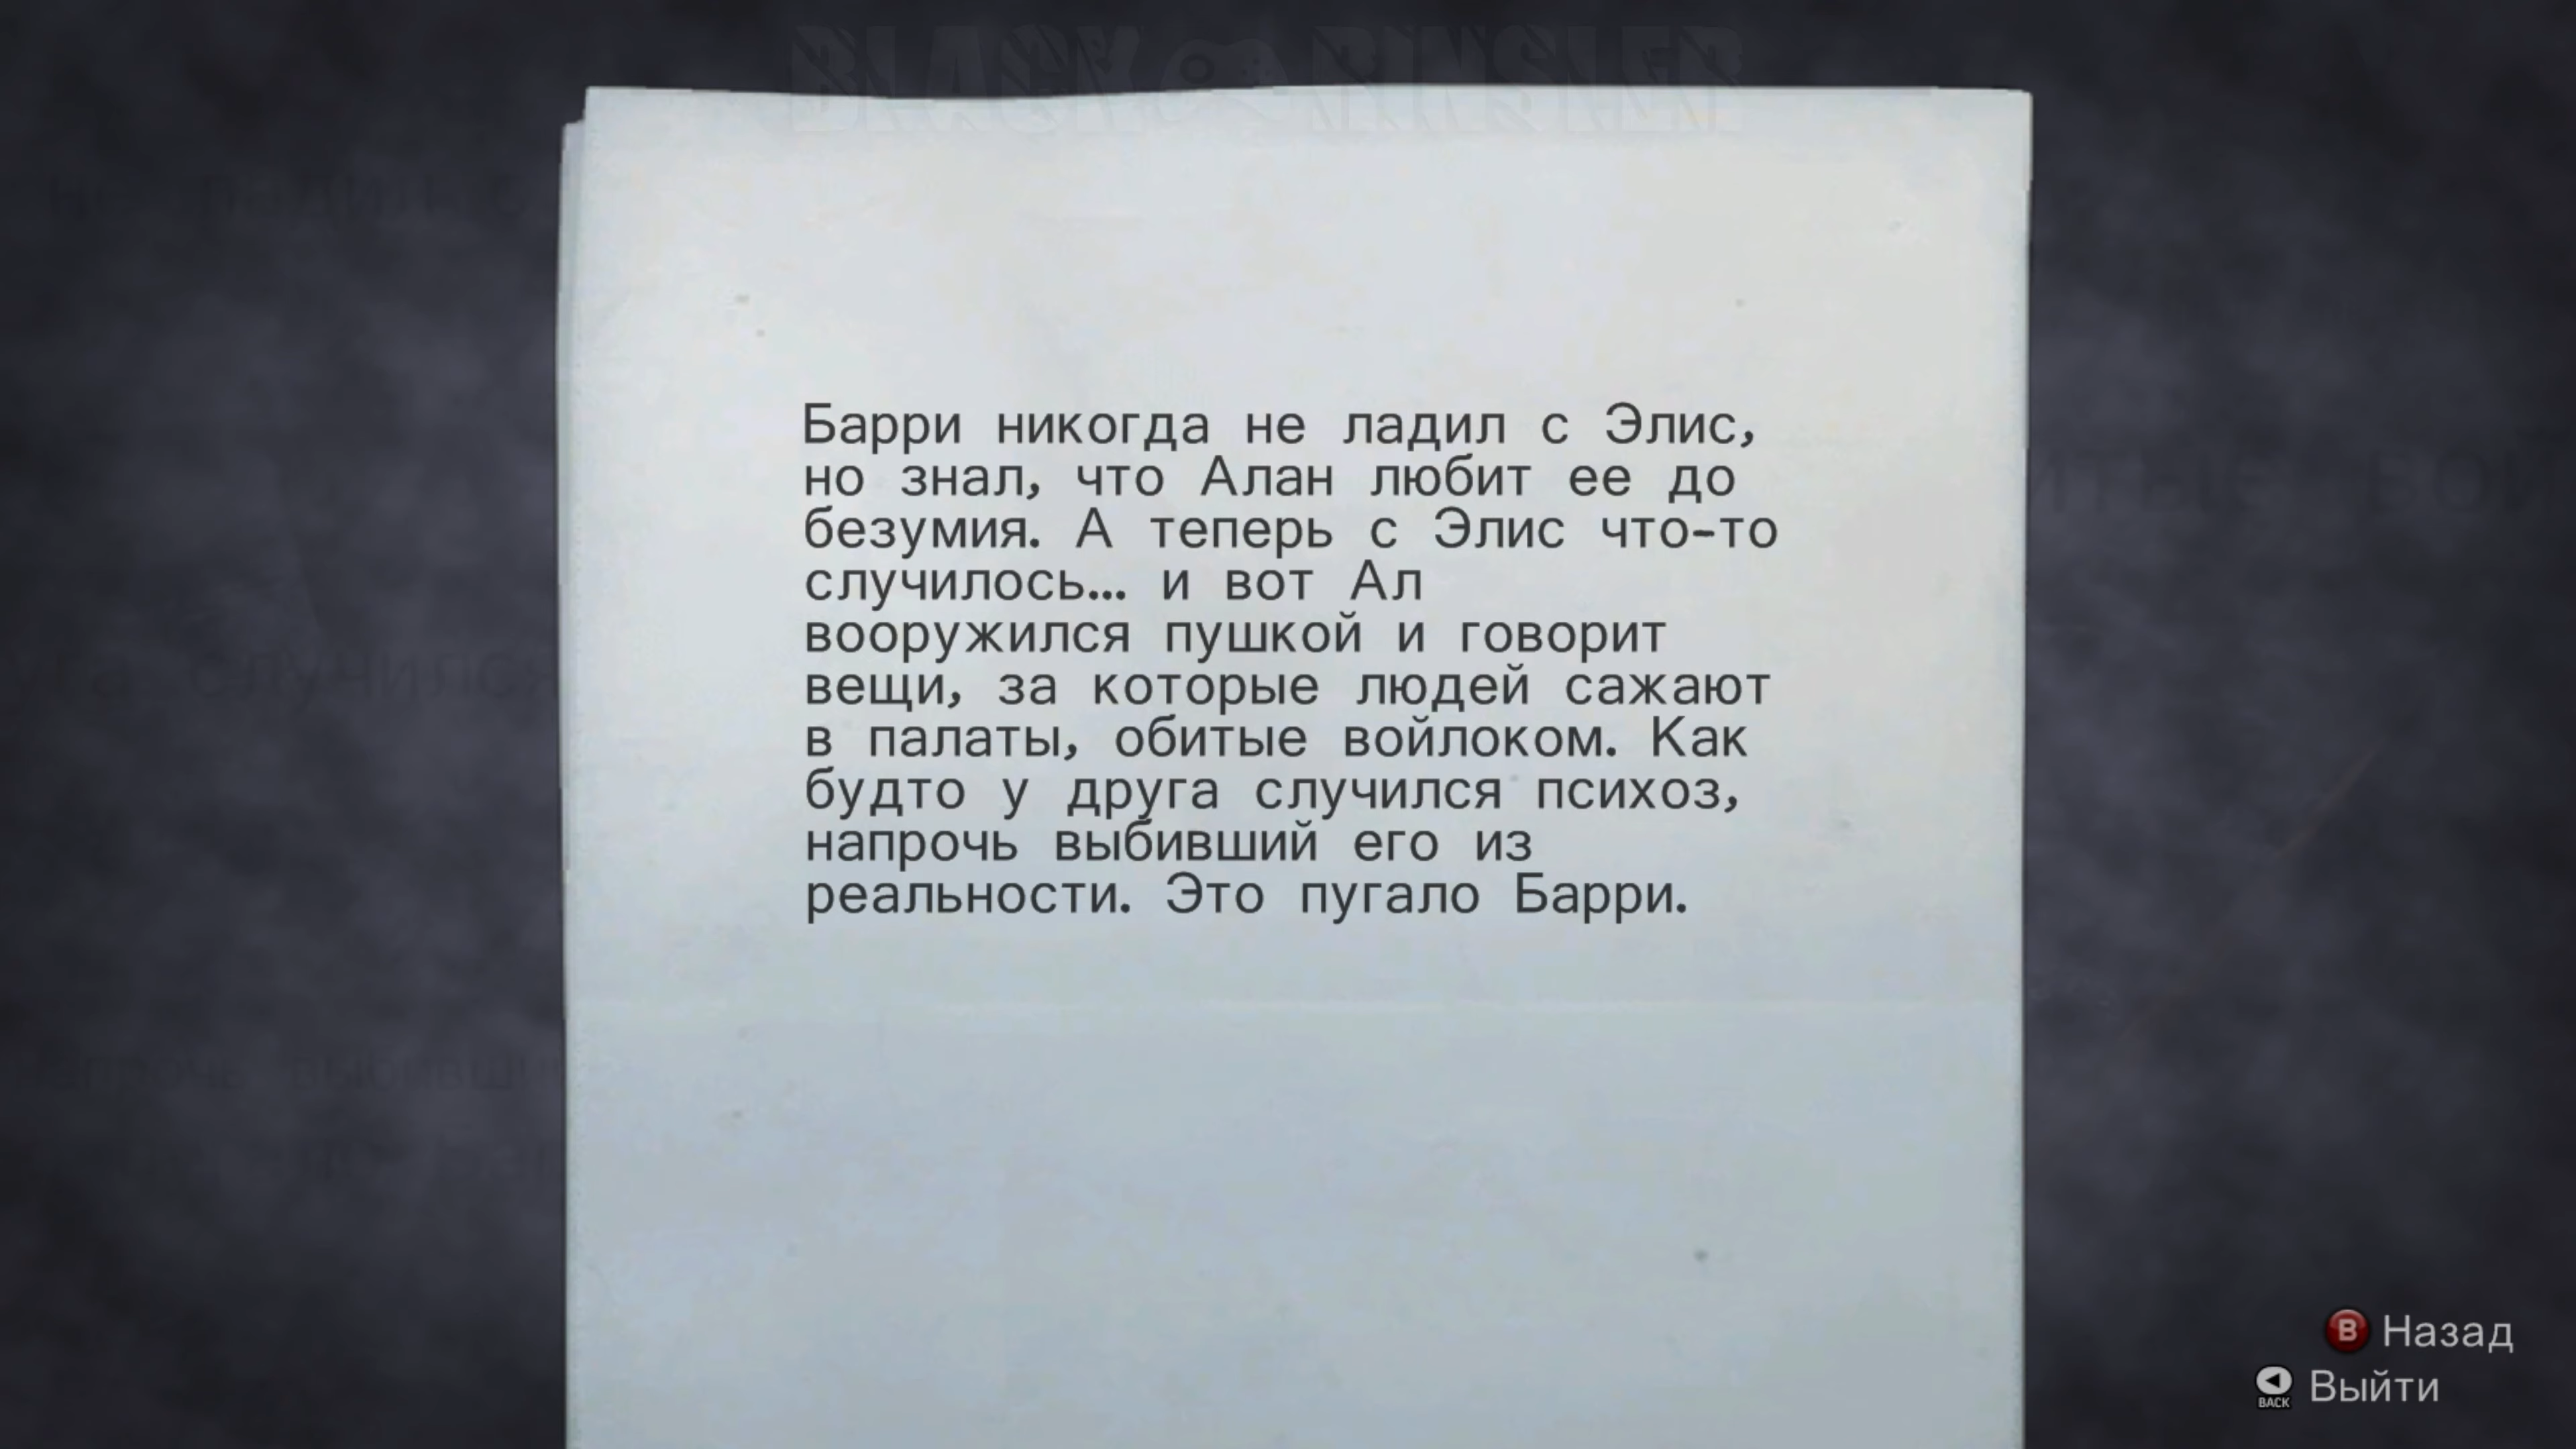 Барри никогда не ладил с Элис,
но знал, что Алан любит ее до
безумия. А теперь с Элис что-то
случилось... и вот Ал
вооружился пушкой и говорит
вещи, за которые людей сажают
в палаты, обитые войлоком. Как
будто у друга случился психоз,
напрочь выбивший его из
реальности. Это пугало Барри.
B Назад
BACK Выйти